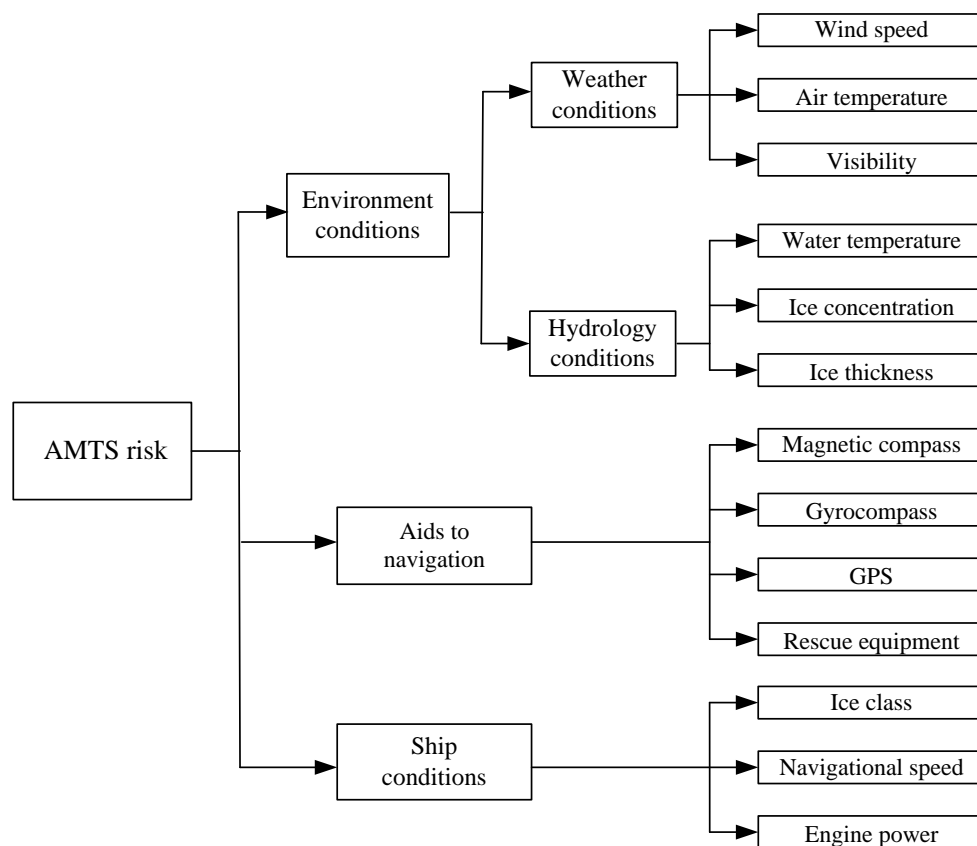 AMTS risk
Environment
conditions
Weather
conditions
Wind speed
Air temperature
Visibility
Hydrology
conditions
Water temperature
Ice concentration
Ice thickness
Aids to
navigation
Magnetic compass
Gyrocompass
GPS
Rescue equipment
Ship
conditions
Ice class
Navigational speed
Engine power